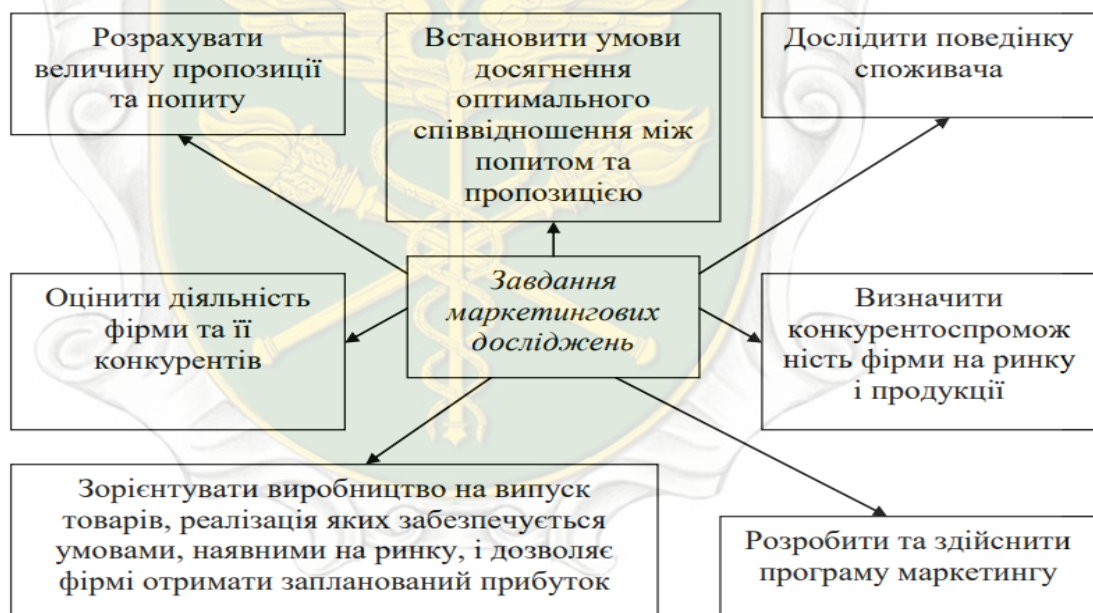 Розрахувати
величину пропозиції
та попиту
Встановити умови
досягнення
оптимального
співвідношення між
попитом та
пропозицією
Дослідити поведінку
споживача
Оцінити діяльність
фірми та її
конкурентів
Завдання
маркетингових
досліджень
Визначити
конкурентоспромож
ність фірми на ринку
і продукції
Зорієнтувати виробництво на випуск
товарів, реалізація яких забезпечується
умовами, наявними на ринку, і дозволяє
фірмі отримати запланований прибуток
Розробити та здійснити
програму маркетингу